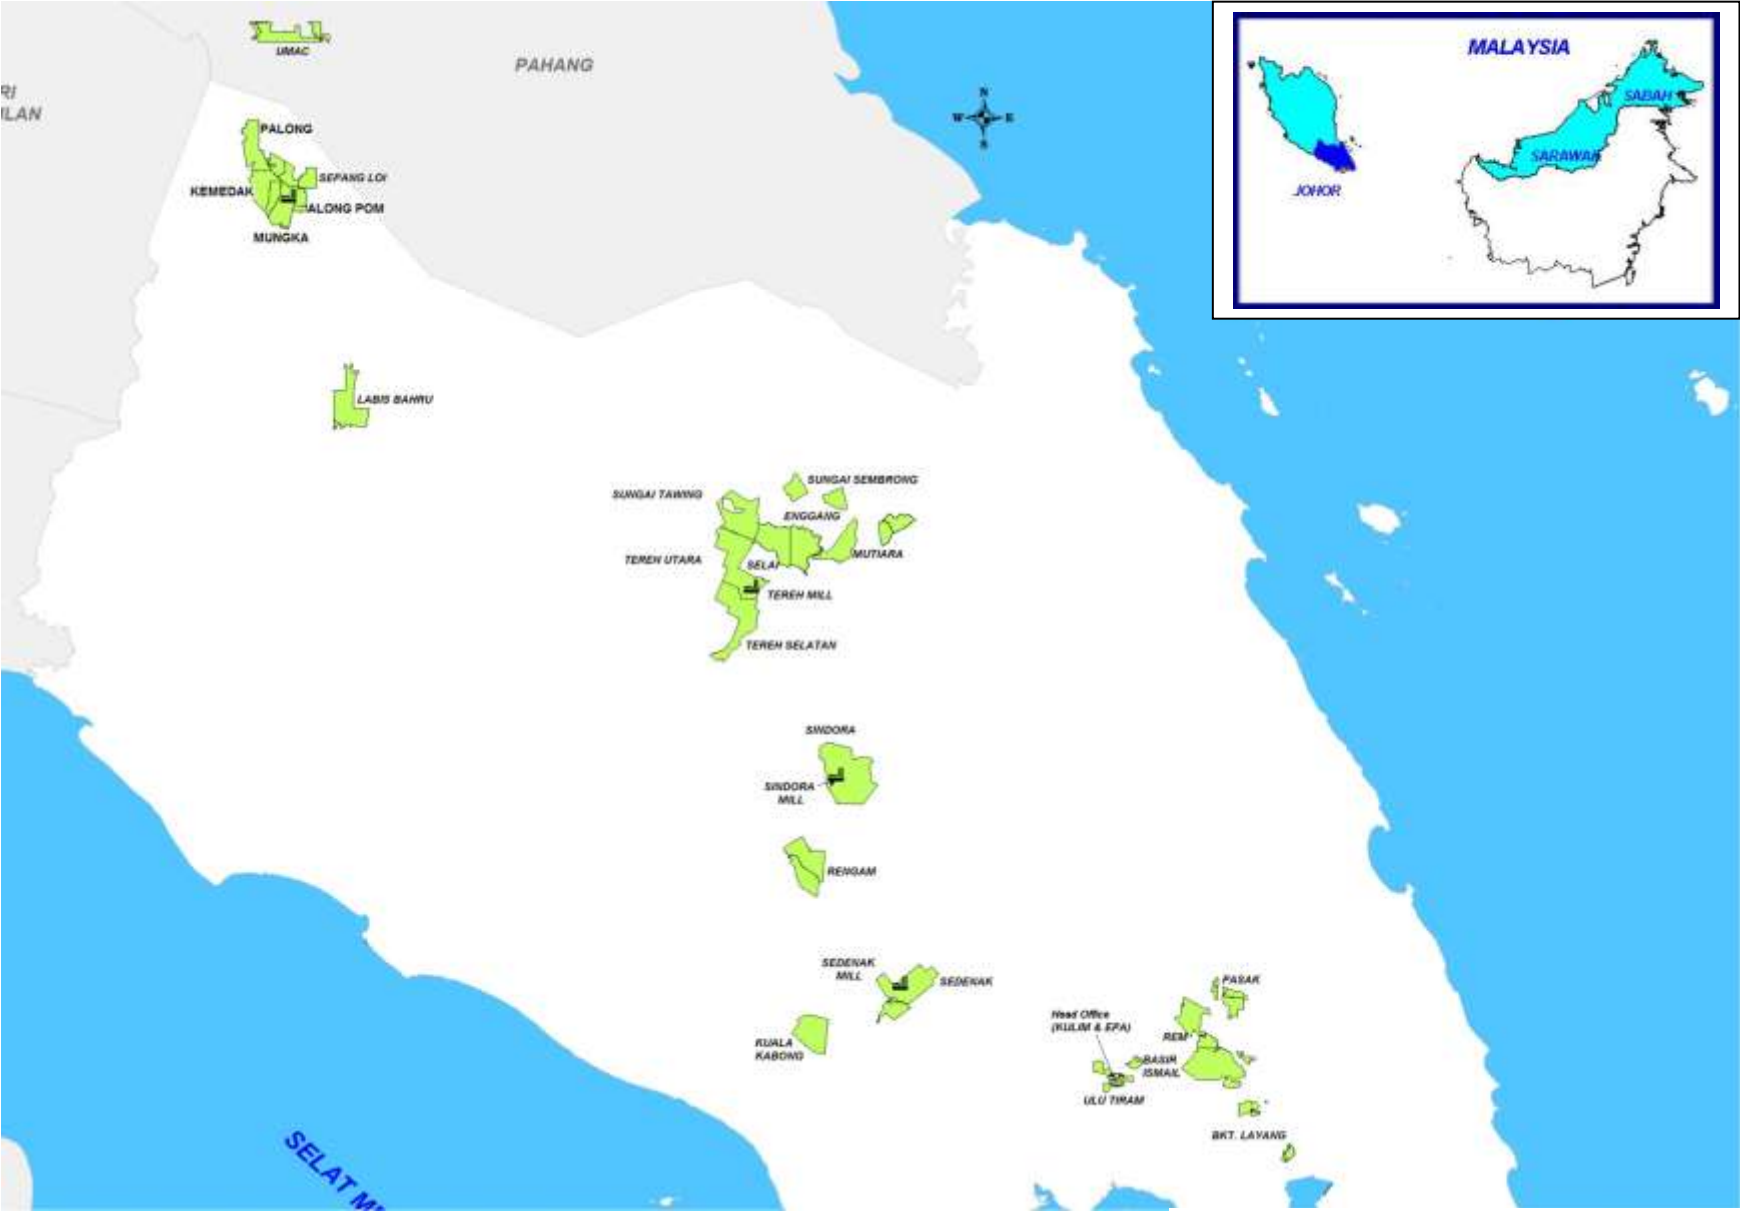 MALAYSIA
SABAH
SARAWAK
JOHOR
UMAC
PAHANG
RI
ILAN
N
W
E
S
PALONG
SEPANG LOI
KEMEDAK
ALONG POM
MUNGKA
LABIS BAHRU
SUNGAI SEMBRONG
SUNGAI TAWING
ENGGANG
MUTIARA
TEREH UTARA
SELAI
TEREH MILL
TEREH SELATAN
SINDORA
SINDORA
MILL
RENGAM
SEDENAK
MILL
SEDENAK
PASAK
Head Office
(KULIM & EPA)
REM
KUALA
KABONG
BASIR
ISMAIL
ULU TIRAM
BKT. LAYANG
SELAT M